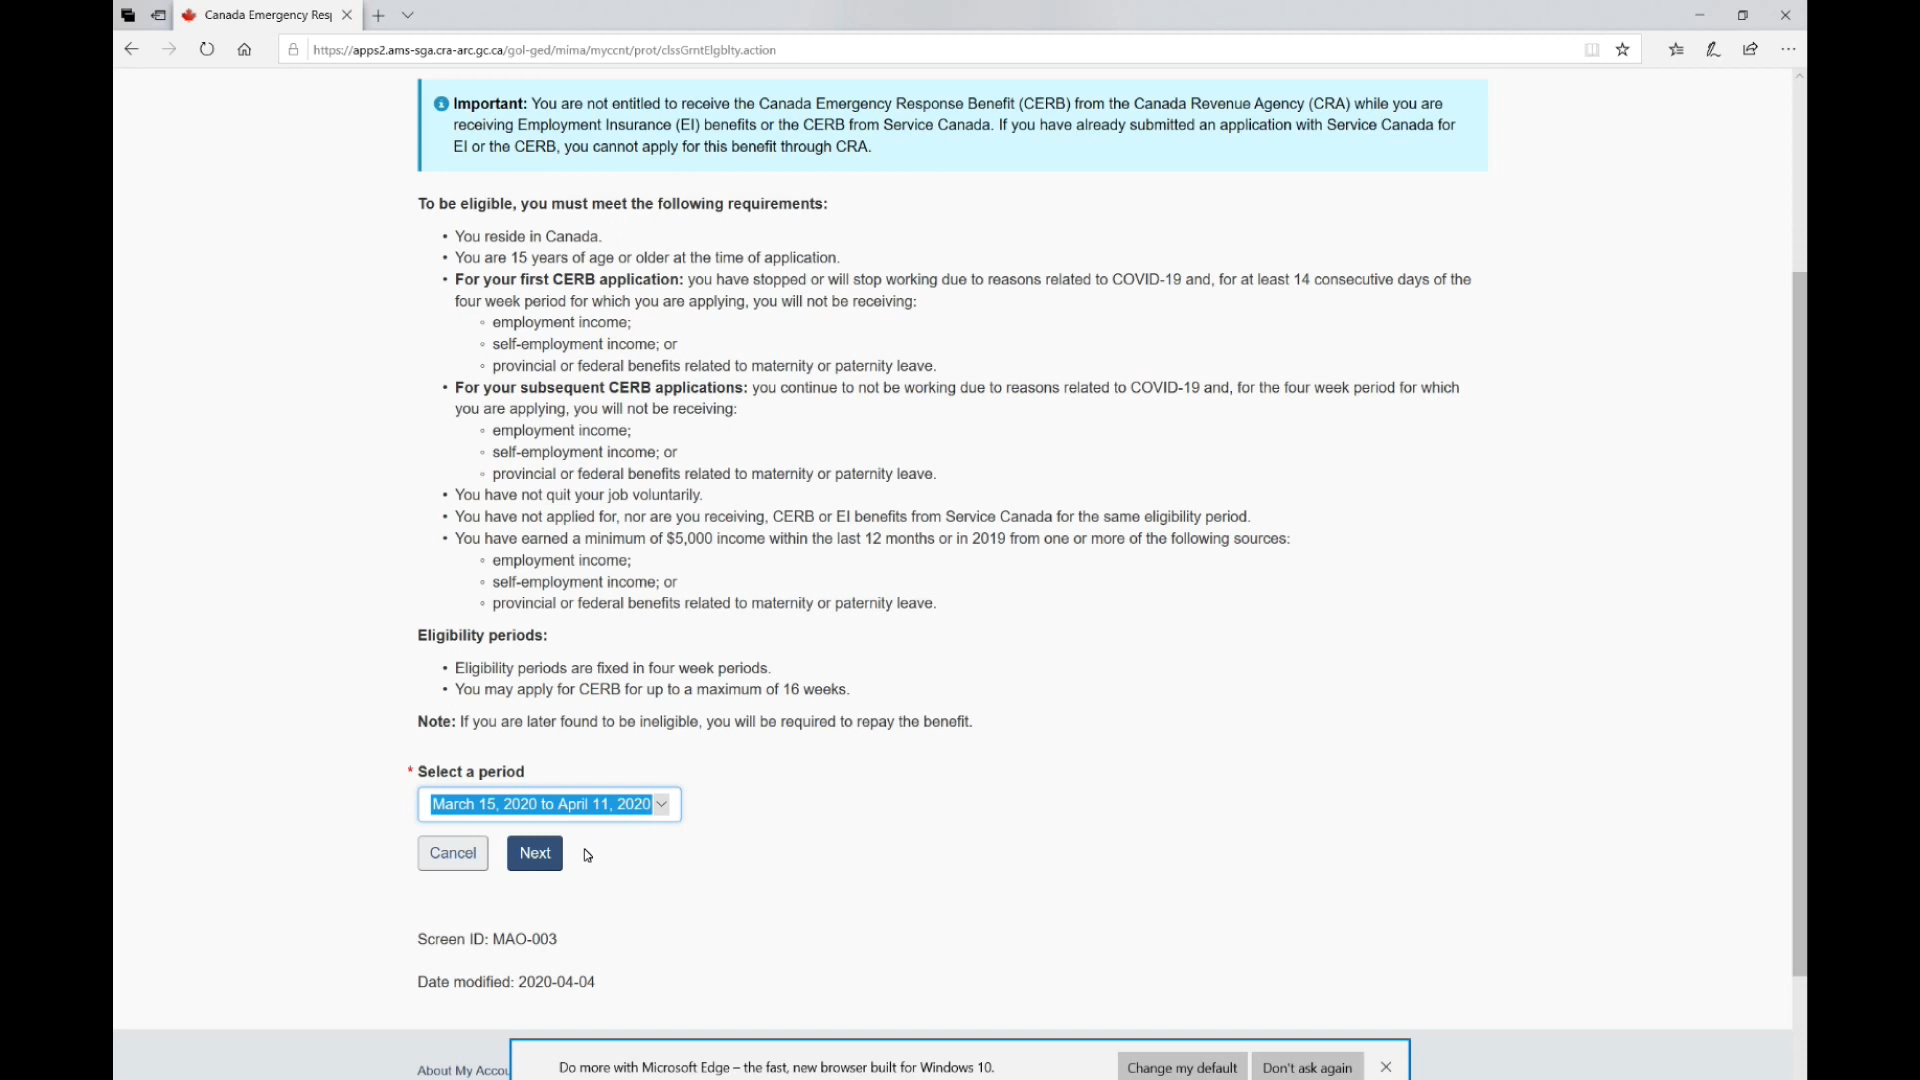 Canada Emergency Res
https://apps2.ams-sga.cra-arc.gc.ca/gol-ged/mima/myccnt/prot/clssGrntElgblty.action
Important: You are not entitled to receive the Canada Emergency Response Benefit (CERB) from the Canada Revenue Agency (CRA) while you are
receiving Employment Insurance (EI) benefits or the CERB from Service Canada. If you have already submitted an application with Service Canada for
EI or the CERB, you cannot apply for this benefit through CRA.
To be eligible, you must meet the following requirements:
• You reside in Canada.
• You are 15 years of age or older at the time of application.
• For your first CERB application: you have stopped or will stop working due to reasons related to COVID-19 and, for at least 14 consecutive days of the
four week period for which you are applying, you will not be receiving:
◦ employment income;
◦ self-employment income; or
◦ provincial or federal benefits related to maternity or paternity leave.
• For your subsequent CERB applications: you continue to not be working due to reasons related to COVID-19 and, for the four week period for which
you are applying, you will not be receiving:
◦ employment income;
◦ self-employment income; or
◦ provincial or federal benefits related to maternity or paternity leave.
• You have not quit your job voluntarily.
• You have not applied for, nor are you receiving, CERB or EI benefits from Service Canada for the same eligibility period.
• You have earned a minimum of $5,000 income within the last 12 months or in 2019 from one or more of the following sources:
◦ employment income;
◦ self-employment income; or
◦ provincial or federal benefits related to maternity or paternity leave.
Eligibility periods:
• Eligibility periods are fixed in four week periods.
• You may apply for CERB for up to a maximum of 16 weeks.
Note: If you are later found to be ineligible, you will be required to repay the benefit.
* Select a period
March 15, 2020 to April 11, 2020
Cancel Next
Screen ID: MAO-003
Date modified: 2020-04-04
About My Accou
Do more with Microsoft Edge – the fast, new browser built for Windows 10. Change my default Don't ask again